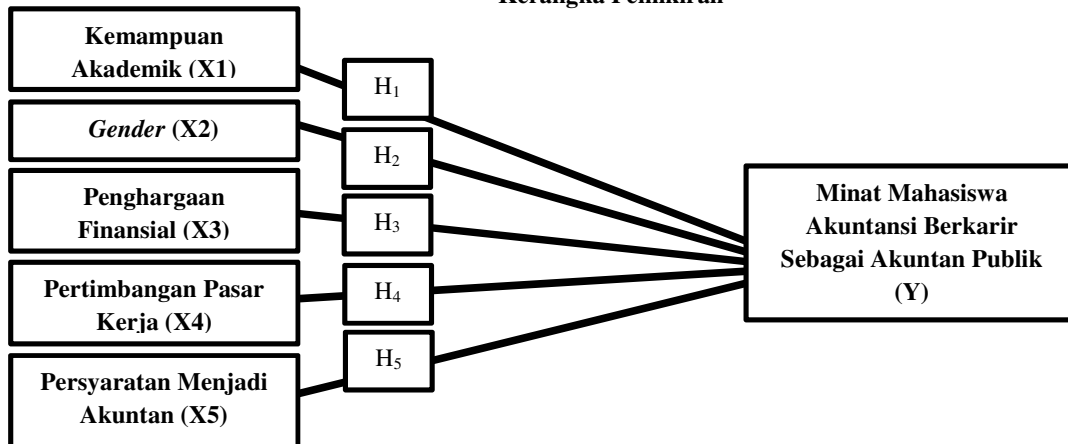 Kerangka Pemikiran
Kemampuan
Akademik (X1)
H1
Gender (X2)
H2
Penghargaan
Finansial (X3)
H3
Pertimbangan Pasar
Kerja (X4)
H4
Persyaratan Menjadi
Akuntan (X5)
H5
Minat Mahasiswa
Akuntansi Berkarir
Sebagai Akuntan Publik
(Y)